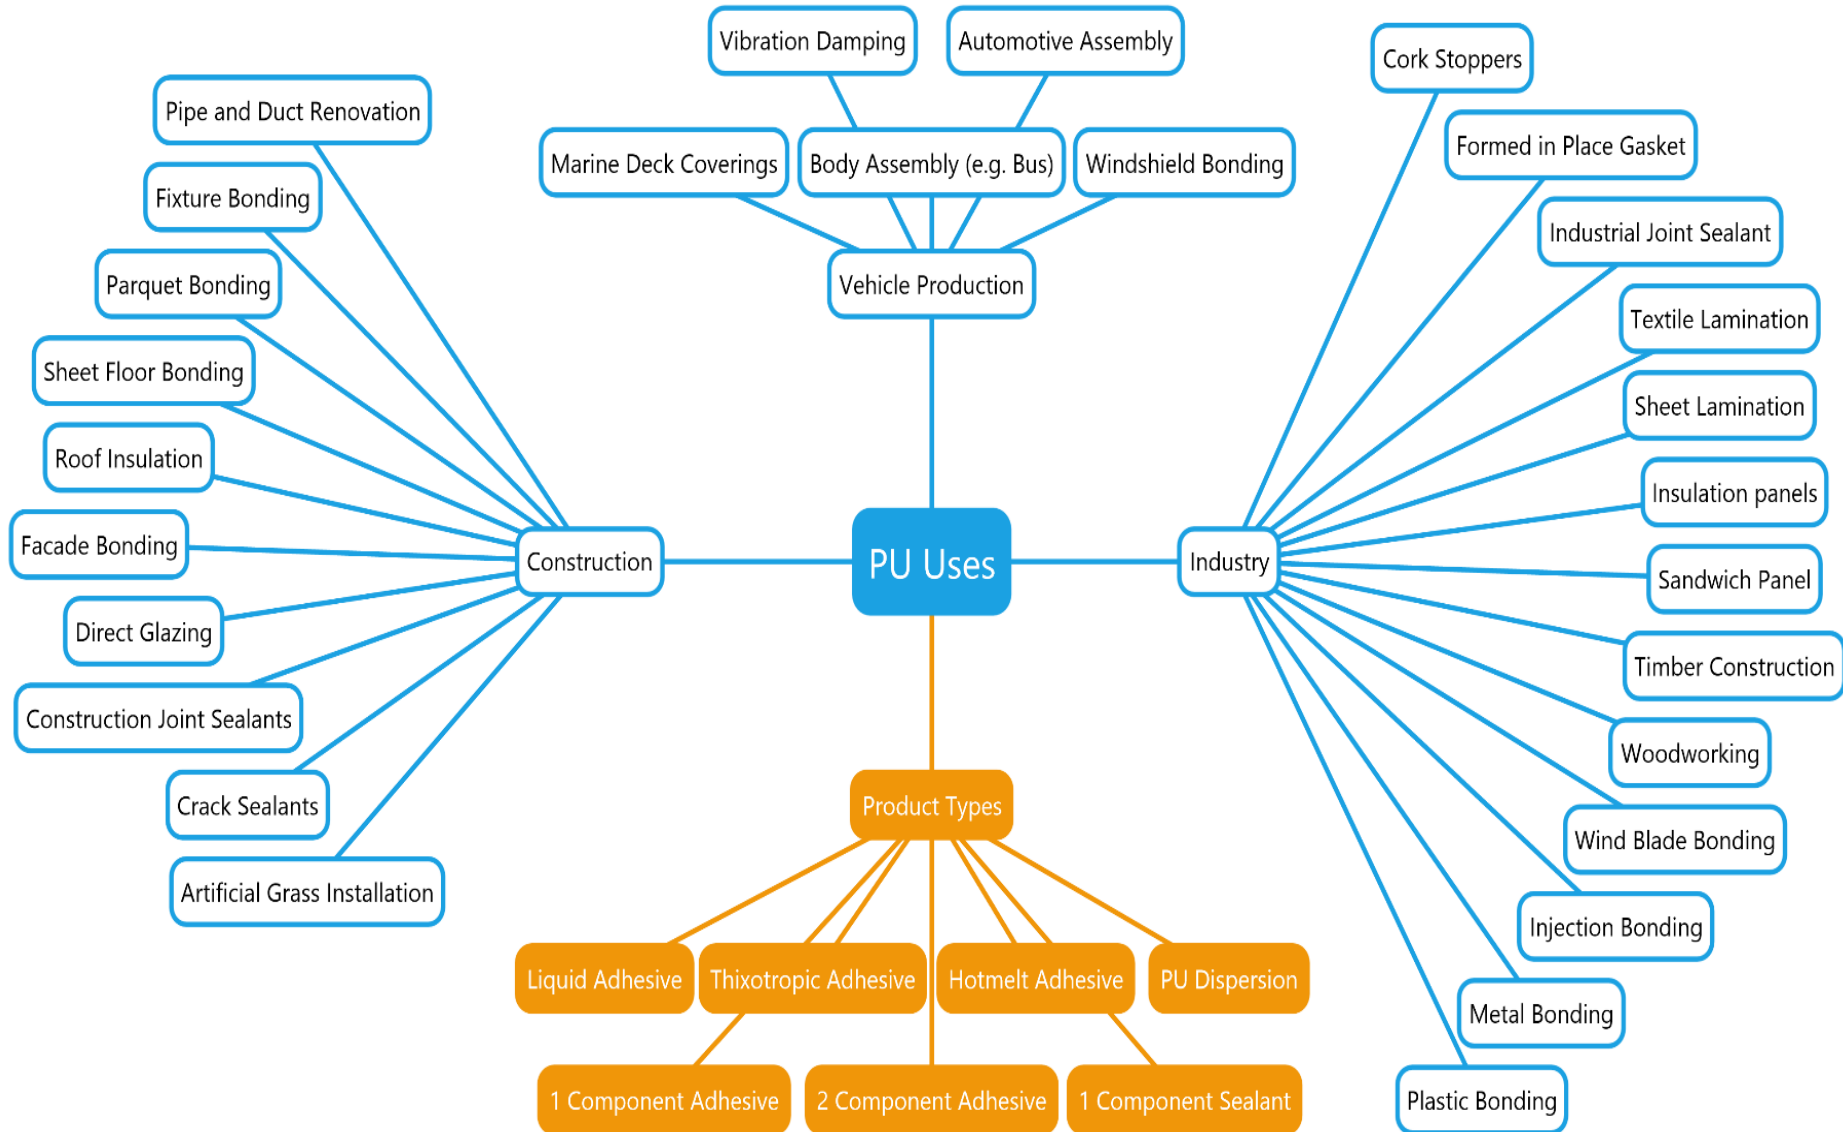 Vibration Damping
Automotive Assembly
Marine Deck Coverings
Body Assembly (e.g. Bus)
Windshield Bonding
Vehicle Production
Pipe and Duct Renovation
Fixture Bonding
Parquet Bonding
Sheet Floor Bonding
Roof Insulation
Facade Bonding
Direct Glazing
Construction Joint Sealants
Crack Sealants
Artificial Grass Installation
Construction
PU Uses
Industry
Cork Stoppers
Formed in Place Gasket
Industrial Joint Sealant
Textile Lamination
Sheet Lamination
Insulation panels
Sandwich Panel
Timber Construction
Woodworking
Wind Blade Bonding
Injection Bonding
Metal Bonding
Plastic Bonding
Product Types
Liquid Adhesive
Thixotropic Adhesive
Hotmelt Adhesive
PU Dispersion
1 Component Adhesive
2 Component Adhesive
1 Component Sealant